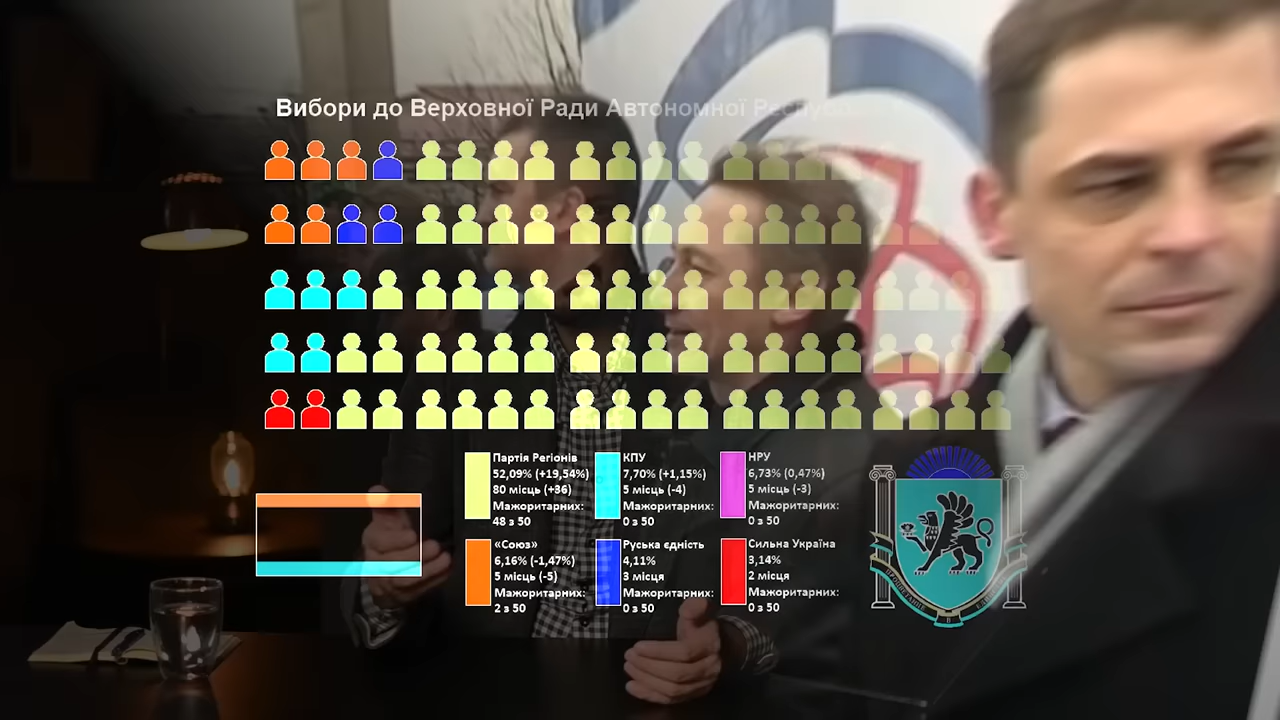 Вибори до Верховної Ради Автономної Респуб
Партія Регіонів
52,09% (+19,54%)
80 місць (+36)
Мажоритарних:
48 з 50
КПУ
7,70% (+1,15%)
5 місць (-4)
Мажоритарних:
0 з 50
НРУ
6,73% (0,47%)
5 місць (-3)
Мажоритарних:
0 з 50
«Союз»
6,16% (-1,47%)
5 місць (-5)
Мажоритарних:
2 з 50
Руська єдність
4,11%
3 місця
Мажоритарних:
0 з 50
Сильна Україна
3,14%
2 місця
Мажоритарних:
0 з 50